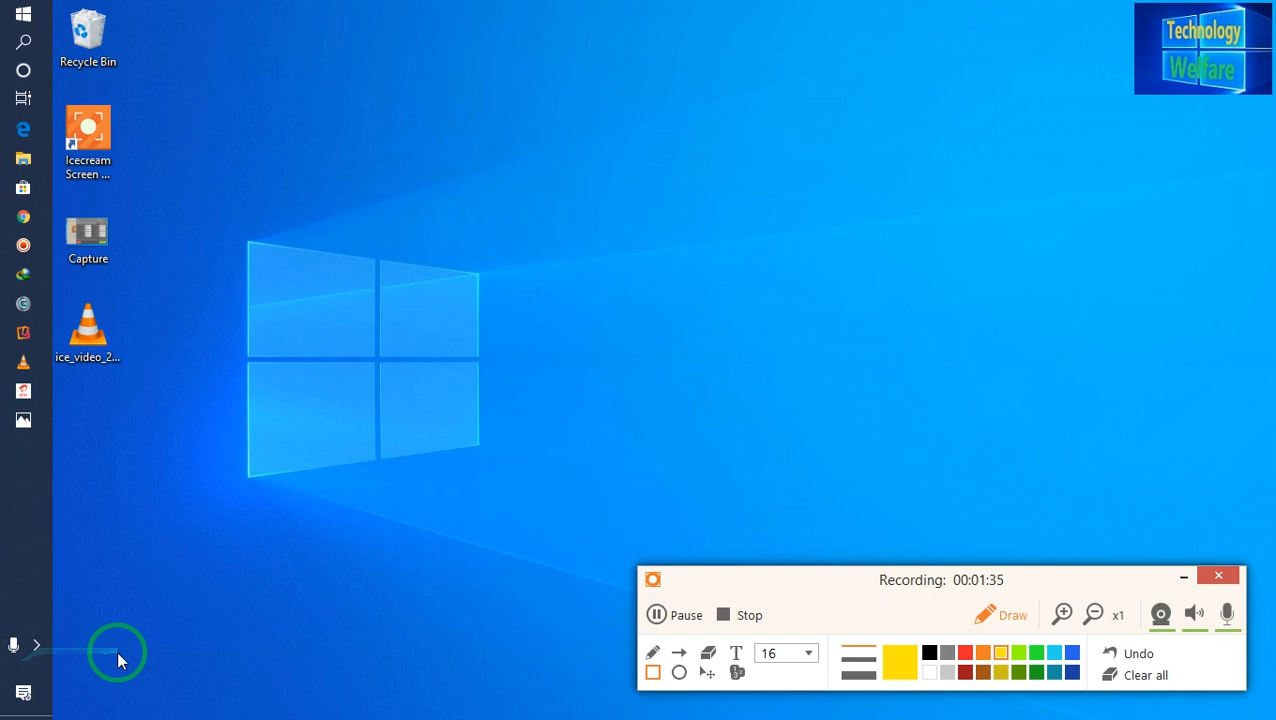 Recycle Bin
Icecream
Screen ...
Capture
ice_video_2...
Technology
Welfare
Recording: 00:01:35
Pause
Stop
Draw
x1
T
16
Undo
Clear all